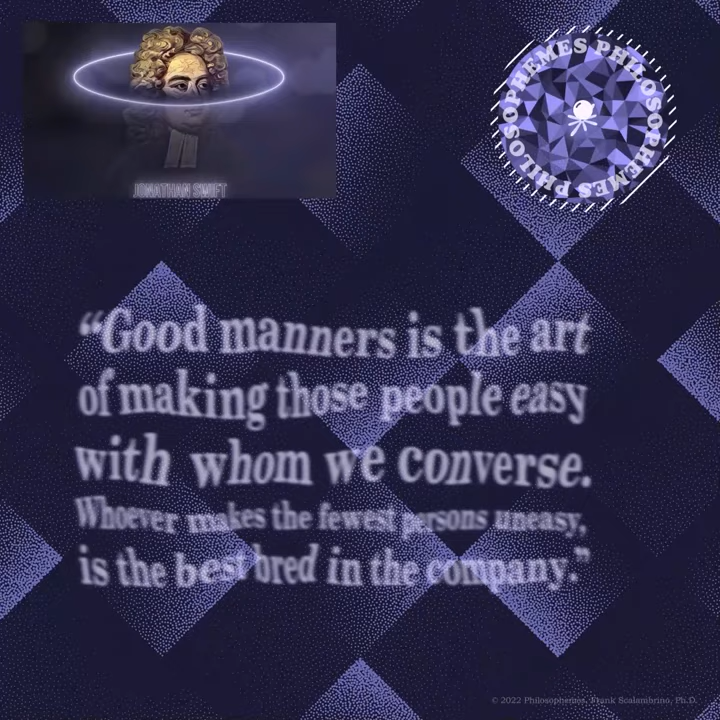 JONATHAN SWIFT
PHILOSOPHEMES PHILOSOPHEMES
“Good manners is the art
of making those people easy
with whom we converse.
Whoever makes the fewest persons uneasy,
is the best bred in the company.”
© 2022 Philosophemes, Frank Scalambrino, Ph.D.